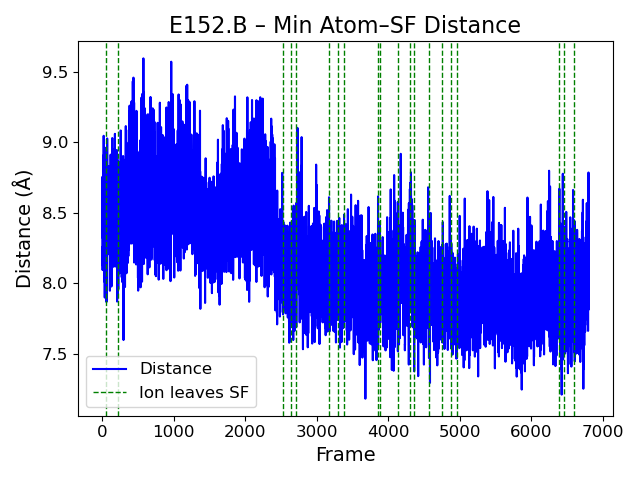 E152.B – Min Atom–SF Distance
Distance (Å)
9.5
9.0
8.5
8.0
7.5
Distance
Ion leaves SF
0 1000 2000 3000 4000 5000 6000 7000
Frame